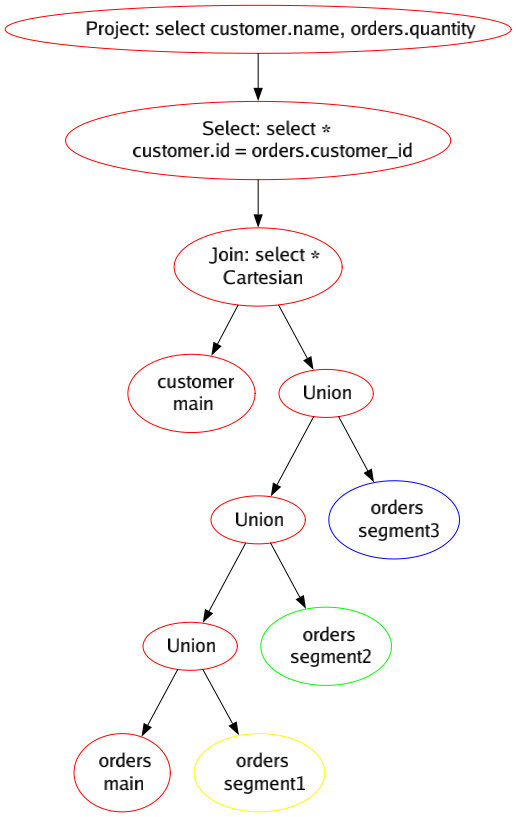 Project: select customer.name, orders.quantity
Select: select *
customer.id = orders.customer_id
Join: select *
Cartesian
customer
main
Union
Union
orders
segment3
Union
orders
segment2
orders
main
orders
segment1